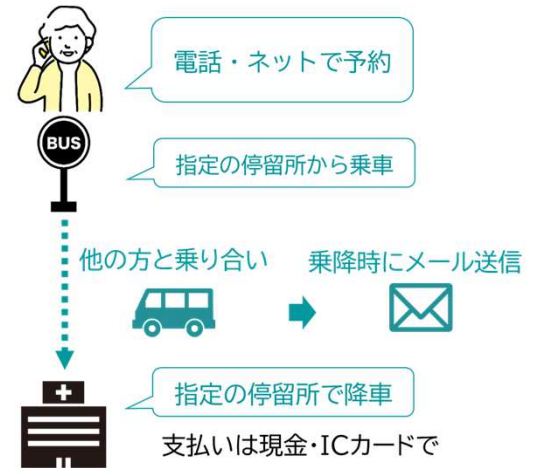 電話・ネットで予約
BUS
指定の停留所から乗車
他の方と乗り合い
乗降時にメール送信
指定の停留所で降車
支払いは現金・ICカードで